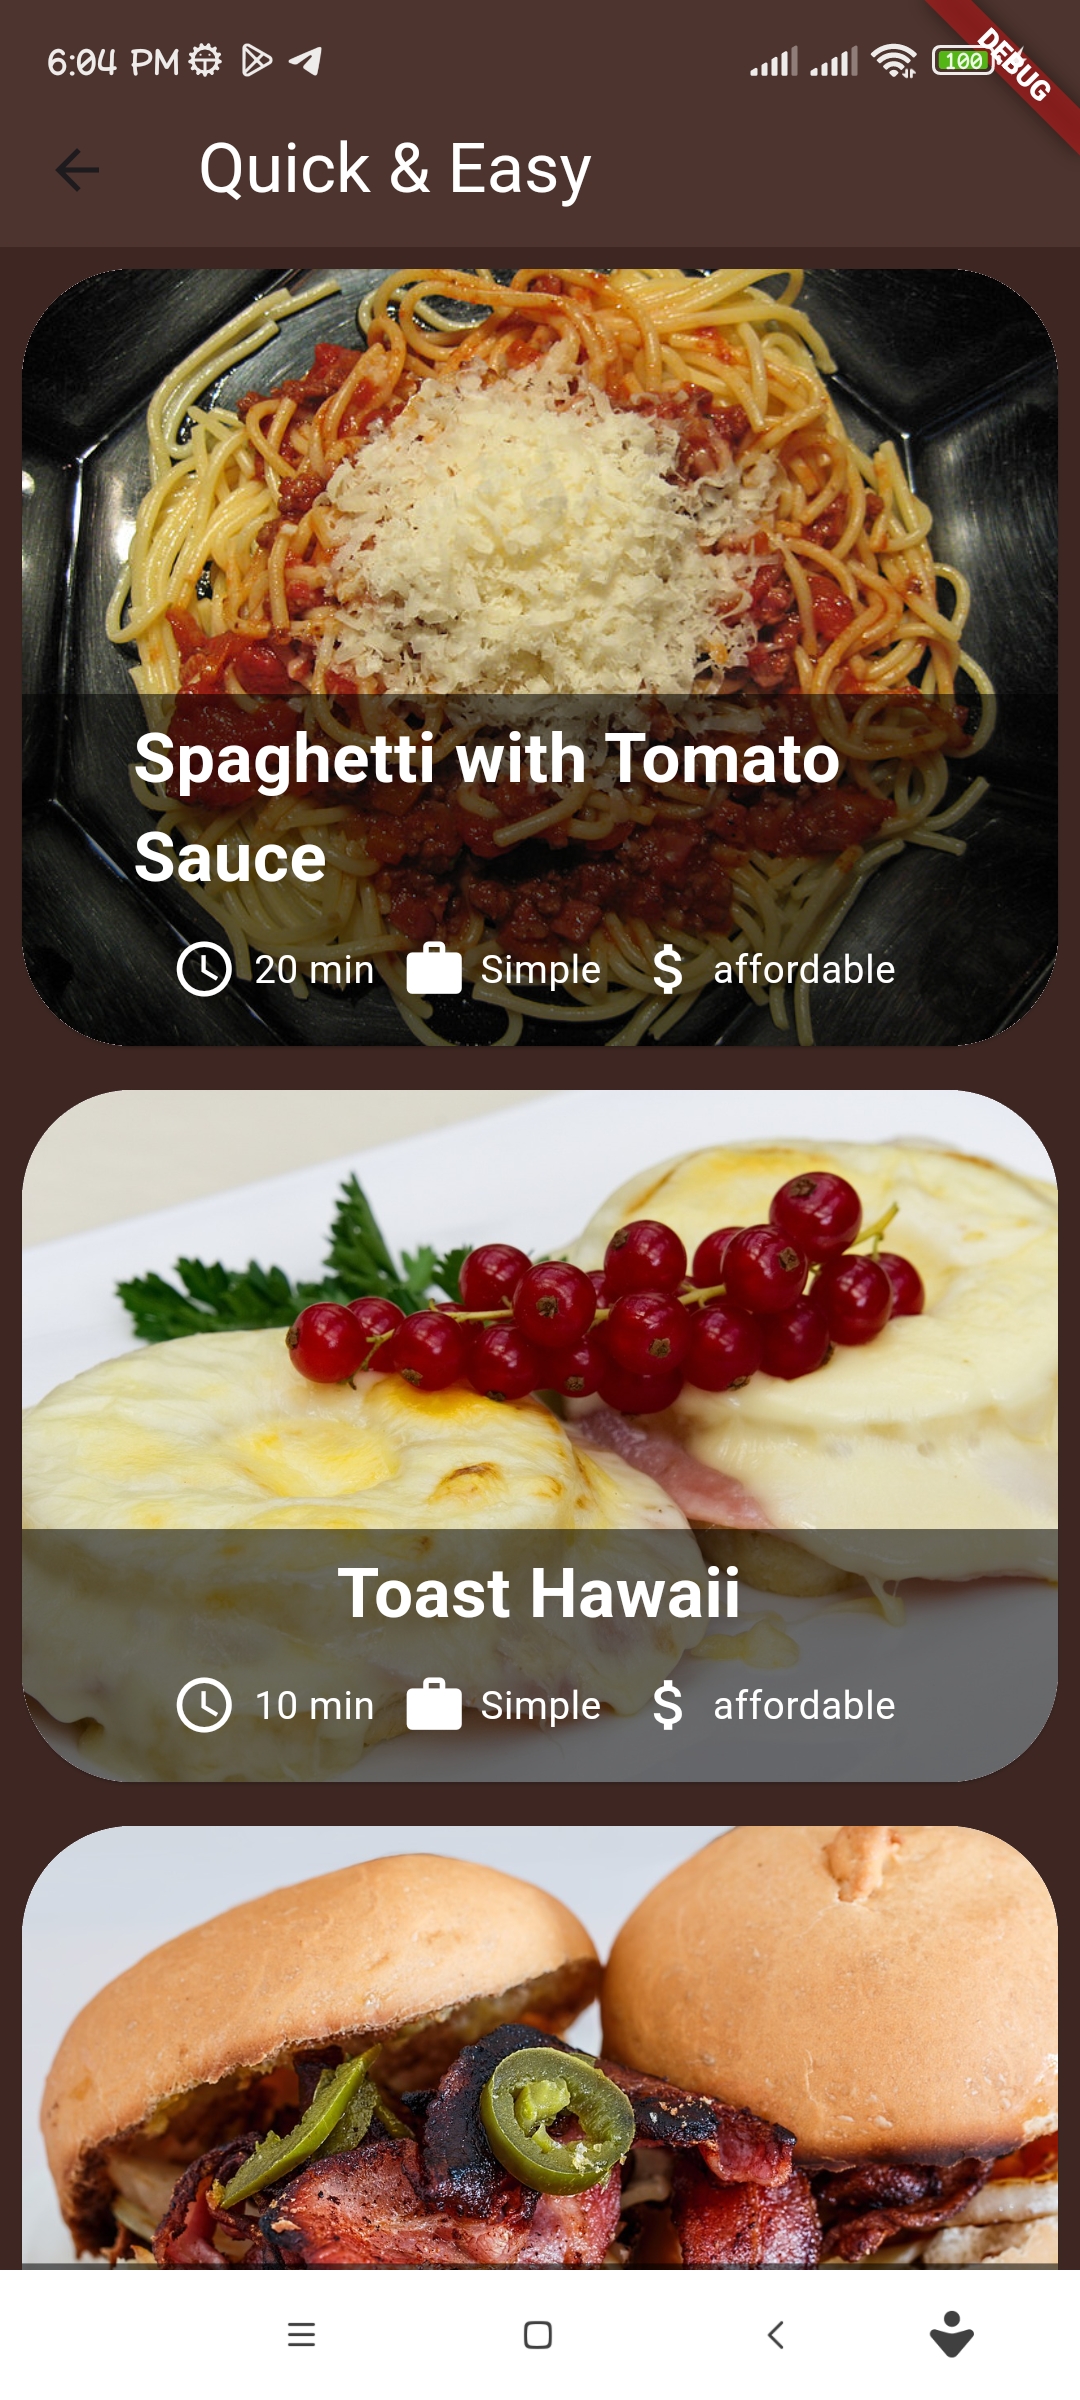 6:04 PM
100
DEBUG
Quick & Easy
Spaghetti with Tomato
Sauce
20 min Simple $ affordable
Toast Hawaii
10 min Simple $ affordable